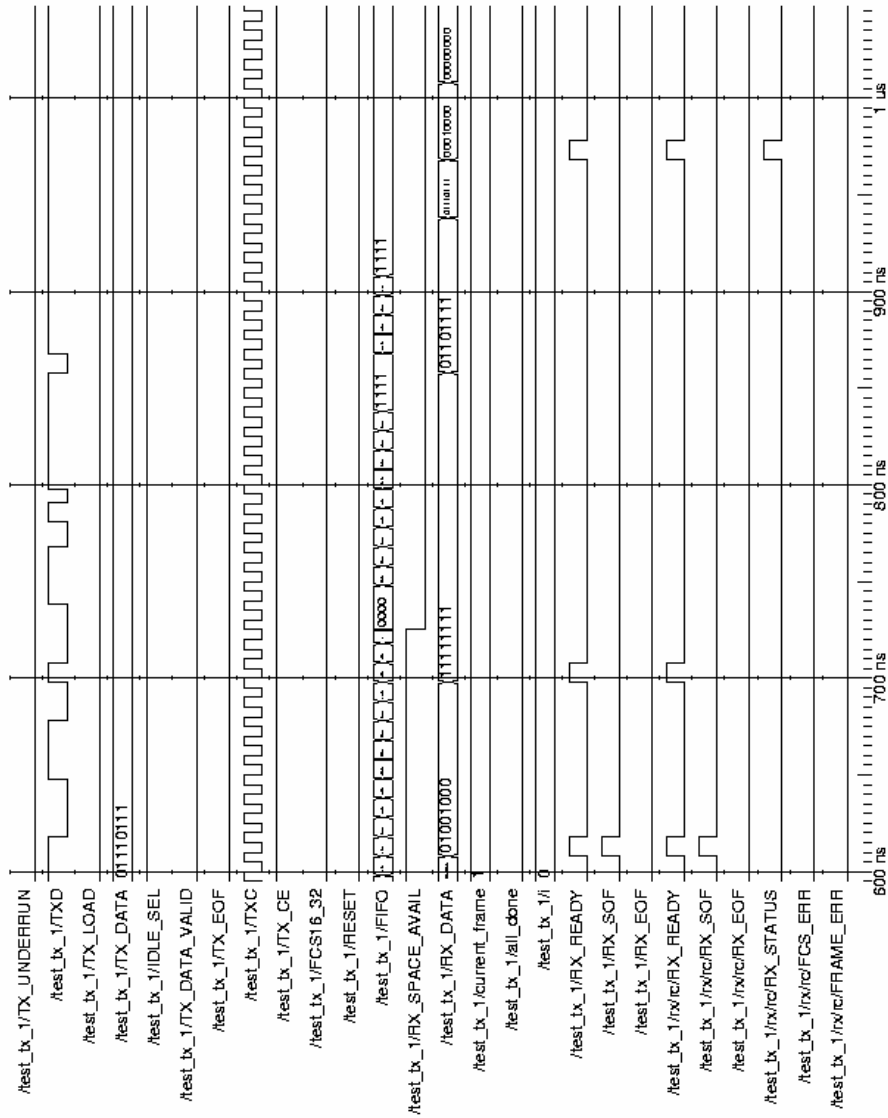 /test_tx_1/TX_UNDERRUN
/test_tx_1/TXD
/test_tx_1/TX_LOAD
/test_tx_1/TX_DATA 01110111
/test_tx_1/IDLE_SEL
/test_tx_1/TX_DATA_VALID
/test_tx_1/TX_EOF
/test_tx_1/TXC
/test_tx_1/TX_CE
/test_tx_1/FCS16_32
/test_tx_1/RESET
/test_tx_1/FIFO 0000 1111 1111
/test_tx_1/RX_SPACE_AVAIL
/test_tx_1/RX_DATA 01001000 11111111 01101111 01110111 00010000 00000000
/test_tx_1/current_frame 1
/test_tx_1/all_done
/test_tx_1/i 0
/test_tx_1/RX_READY
/test_tx_1/RX_SOF
/test_tx_1/RX_EOF
/test_tx_1/rx/rc/RX_READY
/test_tx_1/rx/rc/RX_SOF
/test_tx_1/rx/rc/RX_EOF
/test_tx_1/rx/rc/RX_STATUS
/test_tx_1/rx/rc/FCS_ERR
/test_tx_1/rx/rc/FRAME_ERR
600 ns 700 ns 800 ns 900 ns 1 us